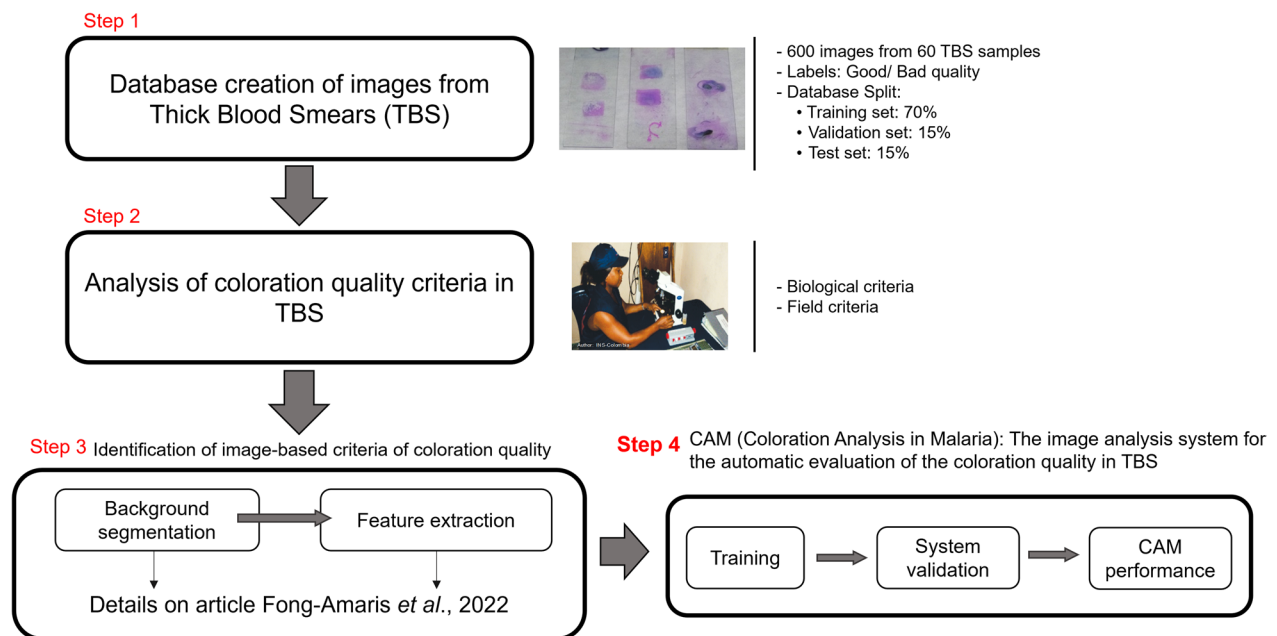 Step 1
Database creation of images from
Thick Blood Smears (TBS)
- 600 images from 60 TBS samples
- Labels: Good/ Bad quality
- Database Split:
• Training set: 70%
• Validation set: 15%
• Test set: 15%
Step 2
Analysis of coloration quality criteria in
TBS
Author: INS-Colombia
- Biological criteria
- Field criteria
Step 3 Identification of image-based criteria of coloration quality
Background
segmentation
Feature extraction
Details on article Fong-Amaris et al., 2022
Step 4 CAM (Coloration Analysis in Malaria): The image analysis system for
the automatic evaluation of the coloration quality in TBS
Training
System
validation
CAM
performance